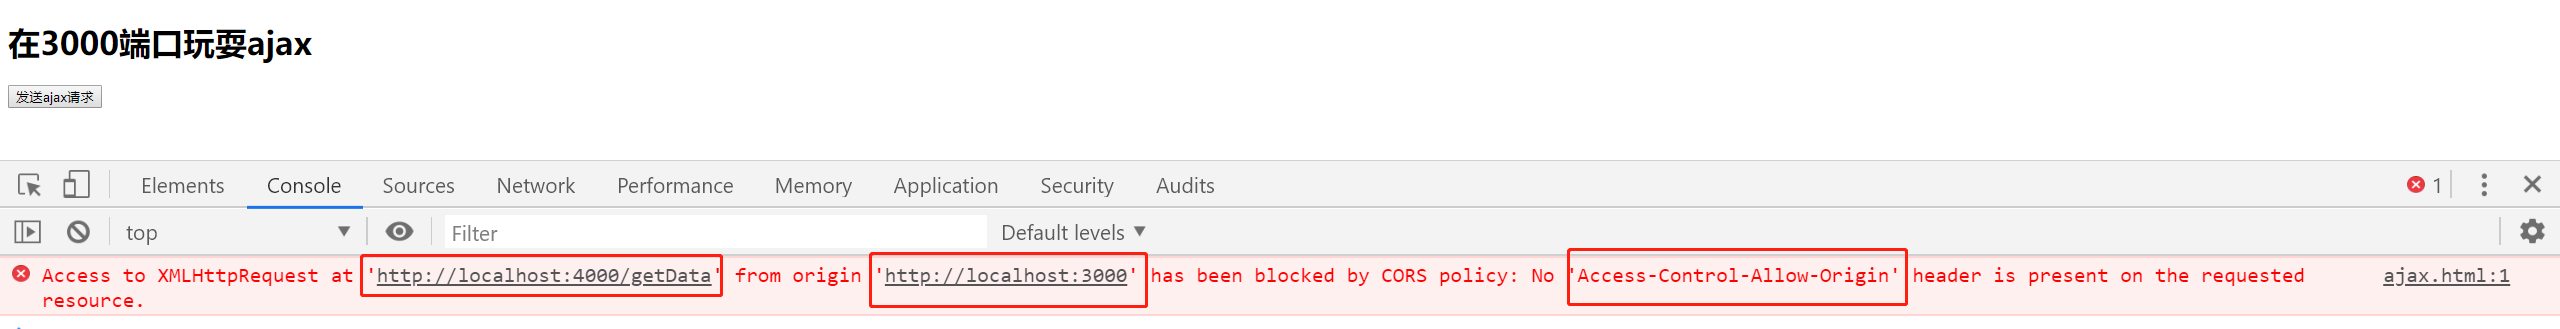 在3000端口玩耍ajax
发送ajax请求
Elements Console Sources Network Performance Memory Application Security Audits 1
top Filter Default levels
Access to XMLHttpRequest at 'http://localhost:4000/getData' from origin 'http://localhost:3000' has been blocked by CORS policy: No 'Access-Control-Allow-Origin' header is present on the requested ajax.html:1
resource.